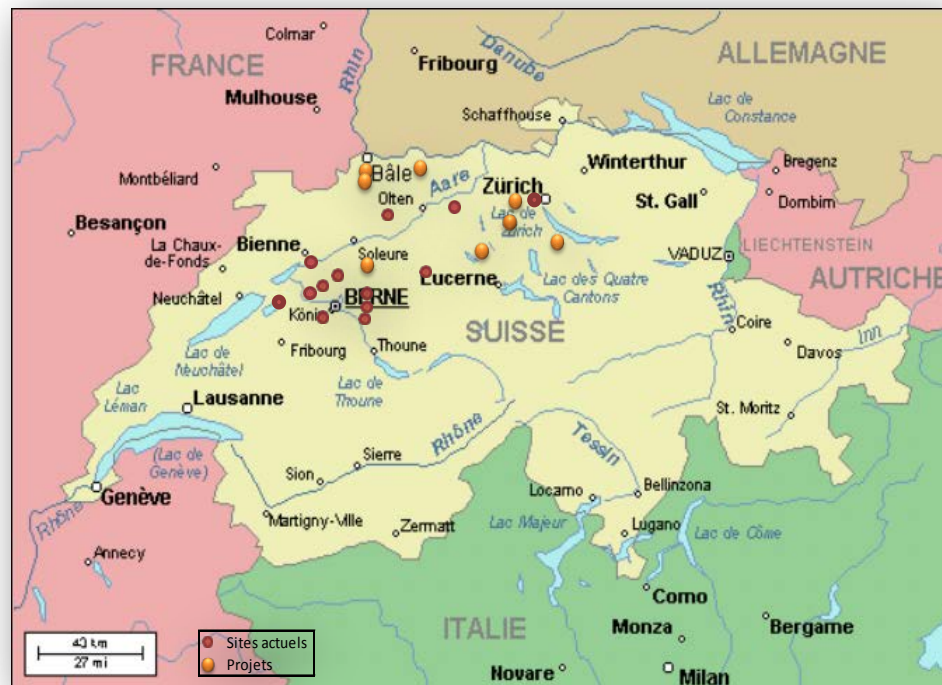 Colmar
FRANCE
Rhin
Fribourg
Danube
ALLEMAGNE
Mulhouse
Lac de
Constance
Schaffhouse
Montbéliard
Bâle
Aare
Winterthur
Bregenz
Olten
Zürich
St. Gall
Dornbirn
Besançon
Lac de
Zürich
La Chaux-
de-Fonds
Bienne
Soleure
VADUZ
LIECHTENSTEIN
Lucerne
Lac des Quatre
Cantons
AUTRICHE
Neuchâtel
BERNE
Köniz
SUISSE
Rhin
Coire
Inn
Fribourg
Thoune
Davos
Lac de
Neuchâtel
Lac de
Thoune
Lac
Léman
Lausanne
St. Moritz
Rhône
Tessin
(Lac de
Genève)
Sion
Sierre
Genève
Locarno
Bellinzona
Rhône
Martigny-Ville
Zermatt
Lac Majeur
Lugano
Lac de Côme
Annecy
Como
ITALIE
Monza
Bergame
40 km
27 mi
Sites actuels
Projets
Novare
Milan